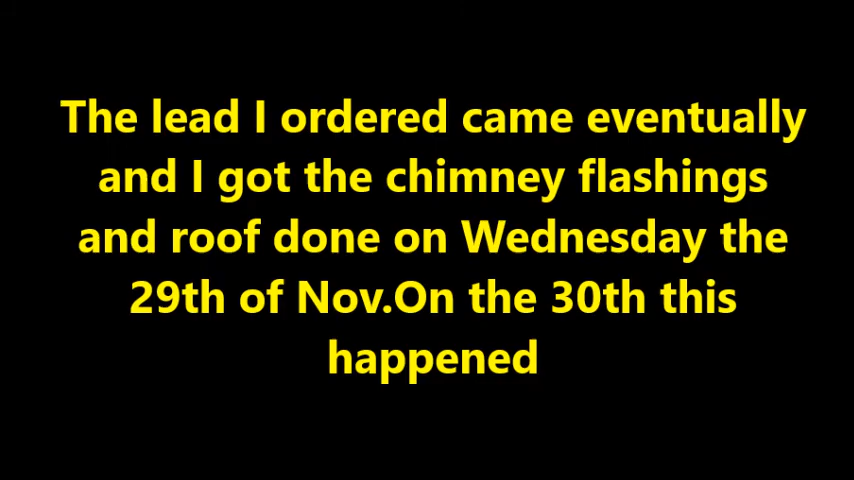 The lead I ordered came eventually
and I got the chimney flashings
and roof done on Wednesday the
29th of Nov.On the 30th this
happened